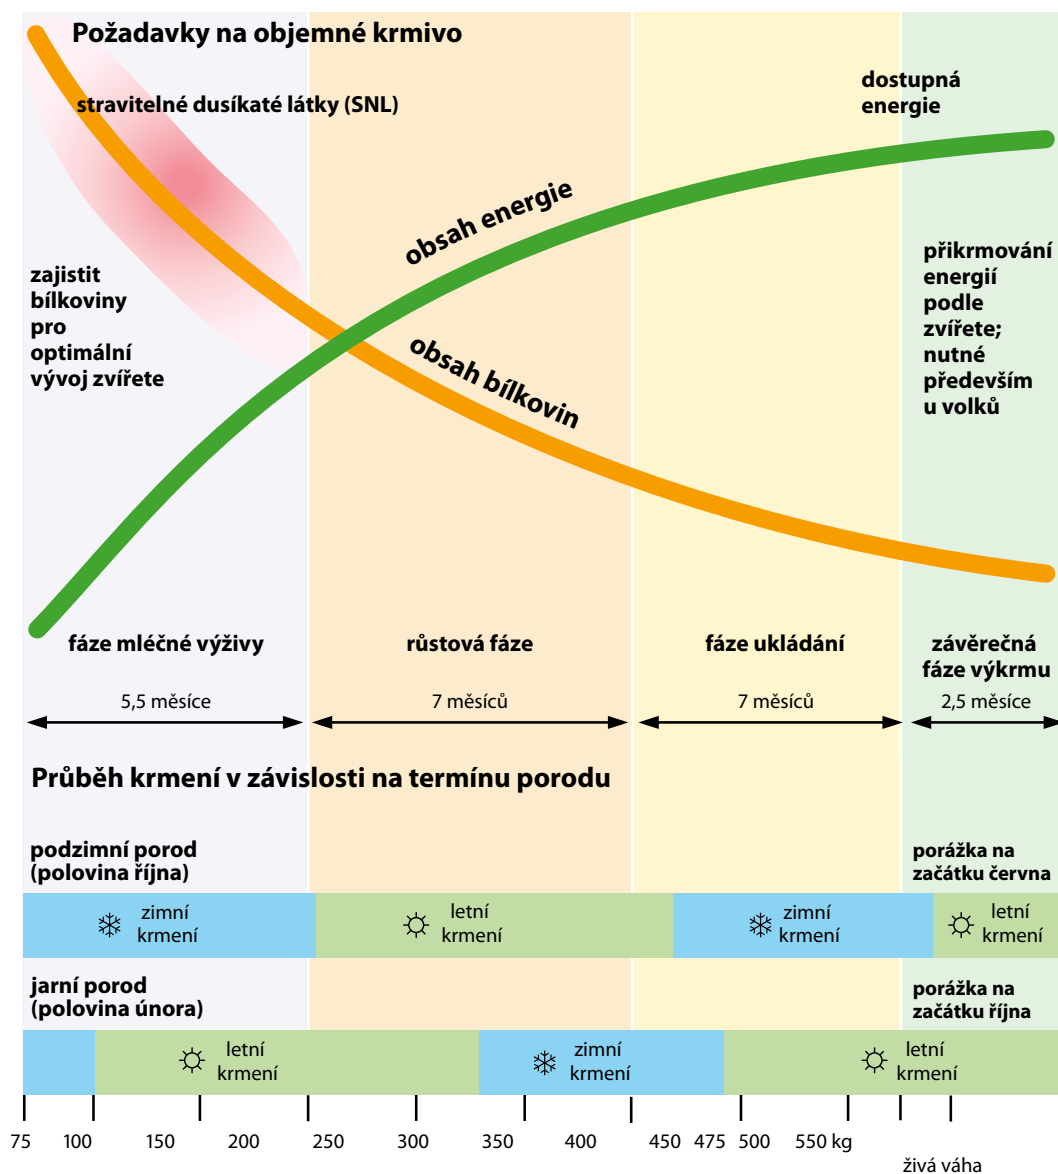 Požadavky na objemné krmivo
stravitelné dusíkaté látky (SNL)
dostupná
energie
obsah energie
obsah bílkovin
zajistit
bílkoviny
pro
optimální
vývoj zvířete
přikrmování
energií
podle
zvířete;
nutné
především
u volků
fáze mléčné výživy
růstová fáze
fáze ukládání
závěrečná
fáze výkrmu
5,5 měsíce
7 měsíců
7 měsíců
2,5 měsíce
Průběh krmení v závislosti na termínu porodu
podzimní porod
(polovina října)
porážka na
začátku června
zimní
krmení
letní
krmení
zimní
krmení
letní
krmení
jarní porod
(polovina února)
porážka na
začátku října
letní
krmení
zimní
krmení
letní
krmení
75 100 150 200 250 300 350 400 450 475 500 550 kg
živá váha